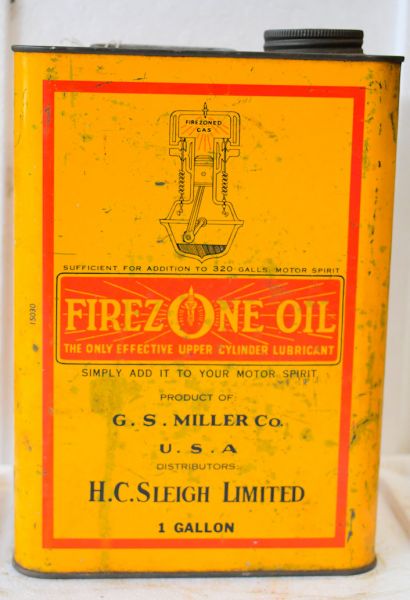 FIREZONED
GAS
SUFFICIENT FOR ADDITION TO 320 GALLS. MOTOR SPIRIT
FIREZONE OIL
THE ONLY EFFECTIVE UPPER CYLINDER LUBRICANT
SIMPLY ADD IT TO YOUR MOTOR SPIRIT
PRODUCT OF
G. S. MILLER Co.
U. S. A
DISTRIBUTORS:
H.C. SLEIGH LIMITED
1 GALLON
15030